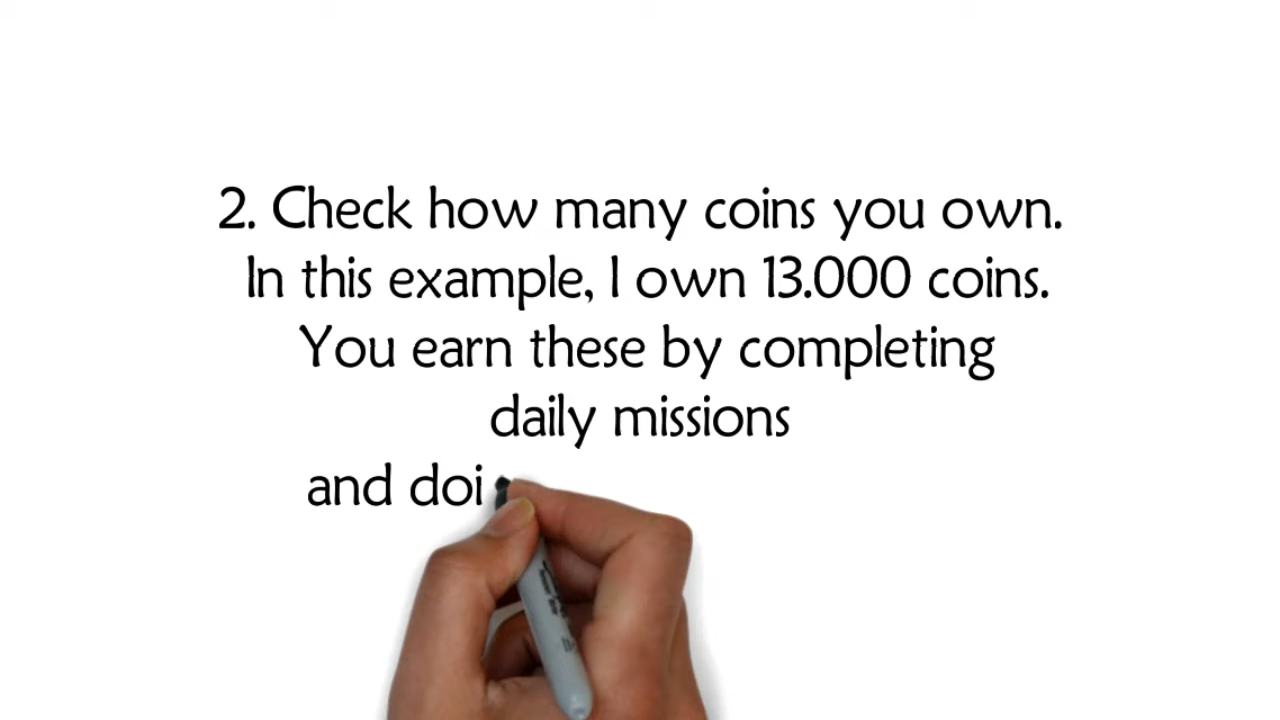 2. Check how many coins you own.
In this example, I own 13.000 coins.
You earn these by completing
daily missions
and doi